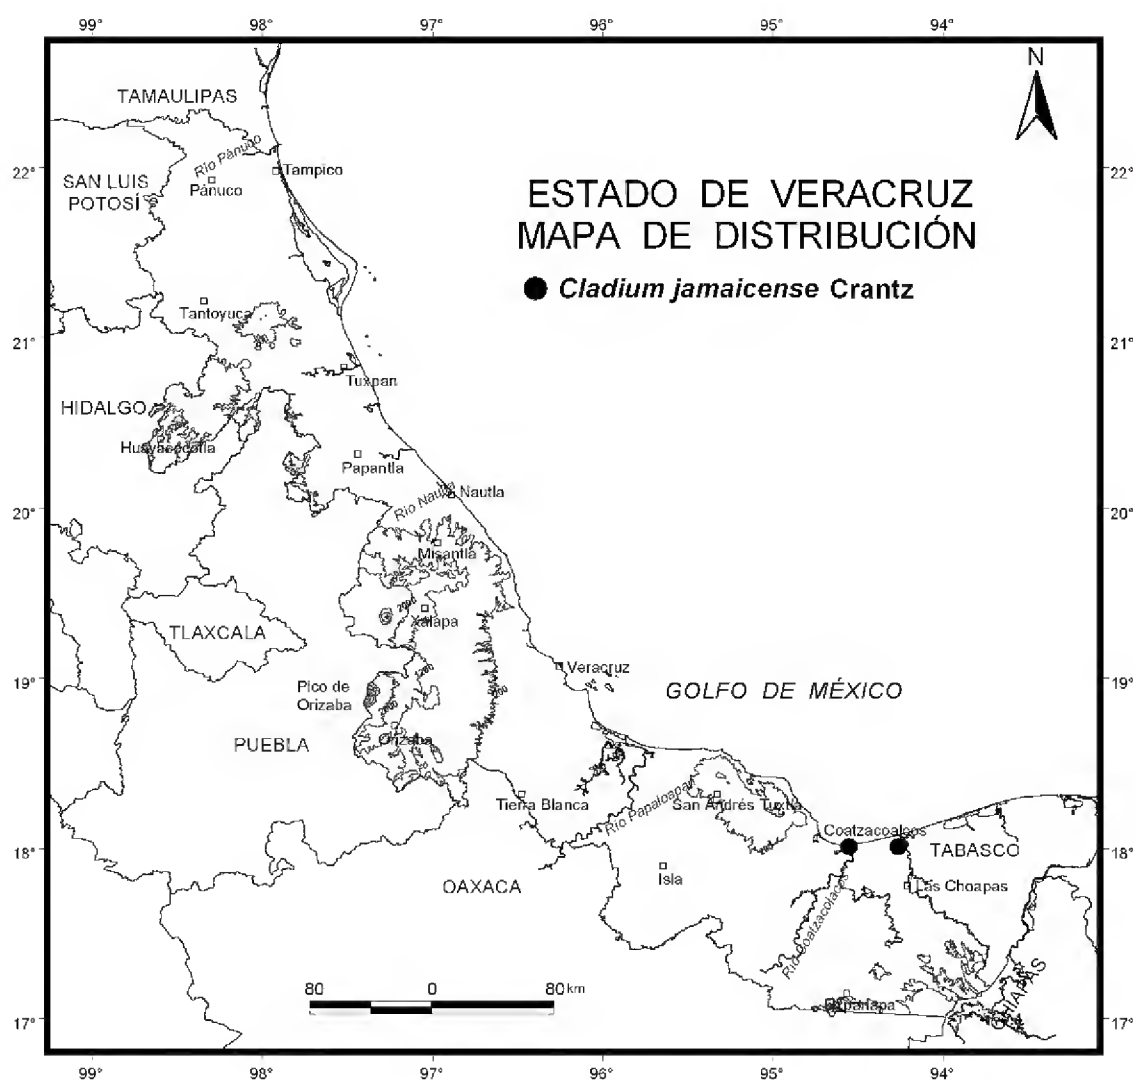 99° 98° 97° 96° 95° 94°
N
TAMAULIPAS
Río Pánuco
22° Tampico 22°
SAN LUIS
POTOSÍ
Pánuco
ESTADO DE VERACRUZ
MAPA DE DISTRIBUCIÓN
Cladium jamaicense Crantz
Tantoyuca
21° 21°
Tuxpan
HIDALGO
Huayacocotla
Papantla
Río Nautla
Nautla
20° 20°
Misantla
2000
Xalapa
TLAXCALA
Veracruz
19° 19°
Pico de
Orizaba
GOLFO DE MÉXICO
PUEBLA
Orizaba
Tierra Blanca
Río Papaloapan
San Andrés Tuxtla
Coatzacoalcos
18° TABASCO 18°
Isla
OAXACA
Las Choapas
Río Coatzacoalcos
CHIAPAS
80 0 80 km
Uxpanapa
17° 17°
99° 98° 97° 96° 95° 94°